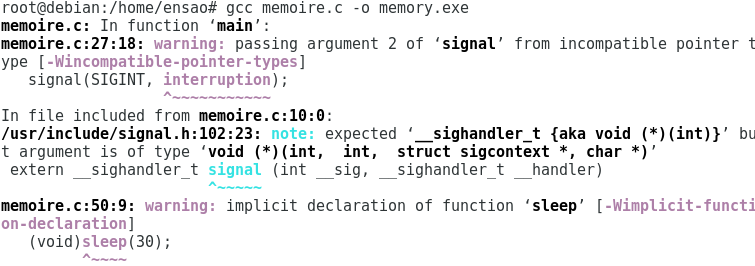 root@debian:/home/ensao# gcc memoire.c -o memory.exe
memoire.c: In function ‘main’:
memoire.c:27:18: warning: passing argument 2 of ‘signal’ from incompatible pointer t
ype [-Wincompatible-pointer-types]
   signal(SIGINT, interruption);
                  ^~~~~~~~~~~~
In file included from memoire.c:10:0:
/usr/include/signal.h:102:23: note: expected ‘__sighandler_t {aka void (*)(int)}’ bu
t argument is of type ‘void (*)(int,  int,  struct sigcontext *, char *)’
 extern __sighandler_t signal (int __sig, __sighandler_t __handler)
                       ^~~~~~
memoire.c:50:9: warning: implicit declaration of function ‘sleep’ [-Wimplicit-functi
on-declaration]
   (void)sleep(30);
         ^~~~~